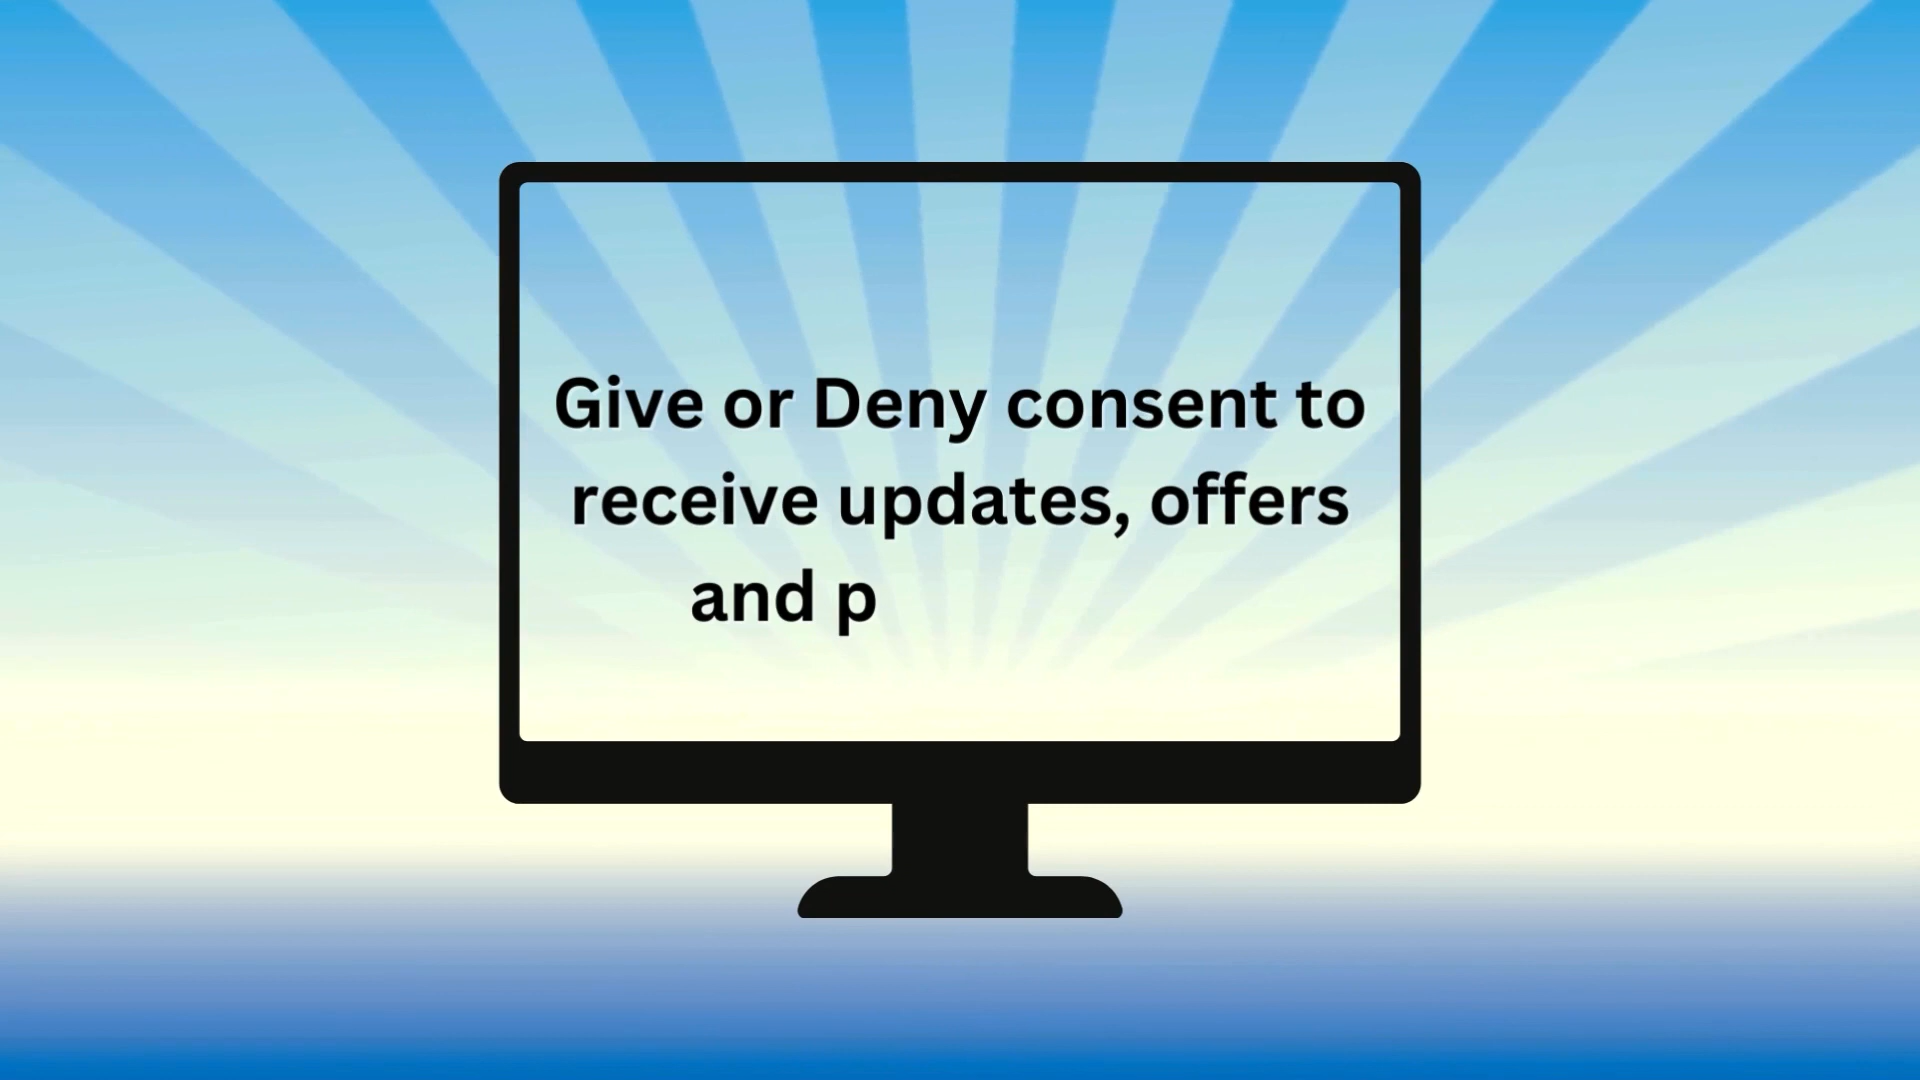 Give or Deny consent to
receive updates, offers
and p